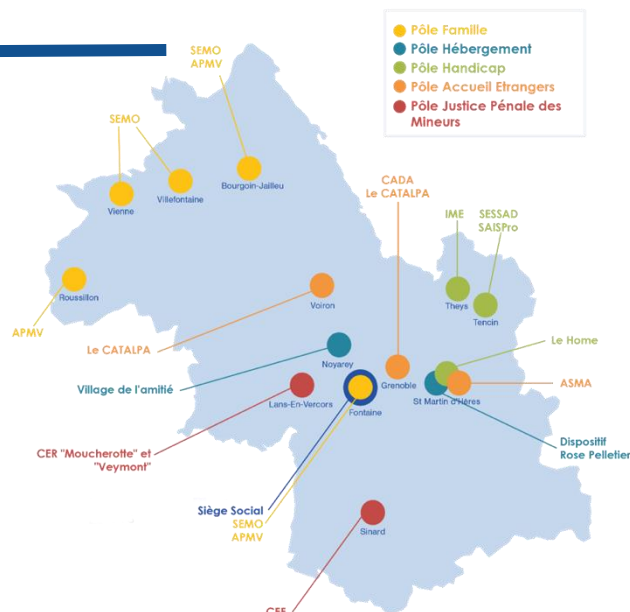 Pôle Famille
Pôle Hébergement
Pôle Handicap
Pôle Accueil Etrangers
Pôle Justice Pénale des
Mineurs
SEMO
APMV
SEMO
Bourgoin-Jailleu
Villefontaine
Vienne
CADA
Le CATALPA
IME
SESSAD
SAISPro
Roussillon
APMV
Voiron
Theys
Tencin
Le CATALPA
Le Home
Noyarey
Village de l'amitié
Grenoble
ASMA
Lans-En-Vercors
Fontaine
St Martin d'Hères
CER "Moucherotte" et
"Veymont"
Dispositif
Rose Pelletier
Siège Social
SEMO
APMV
Sinard